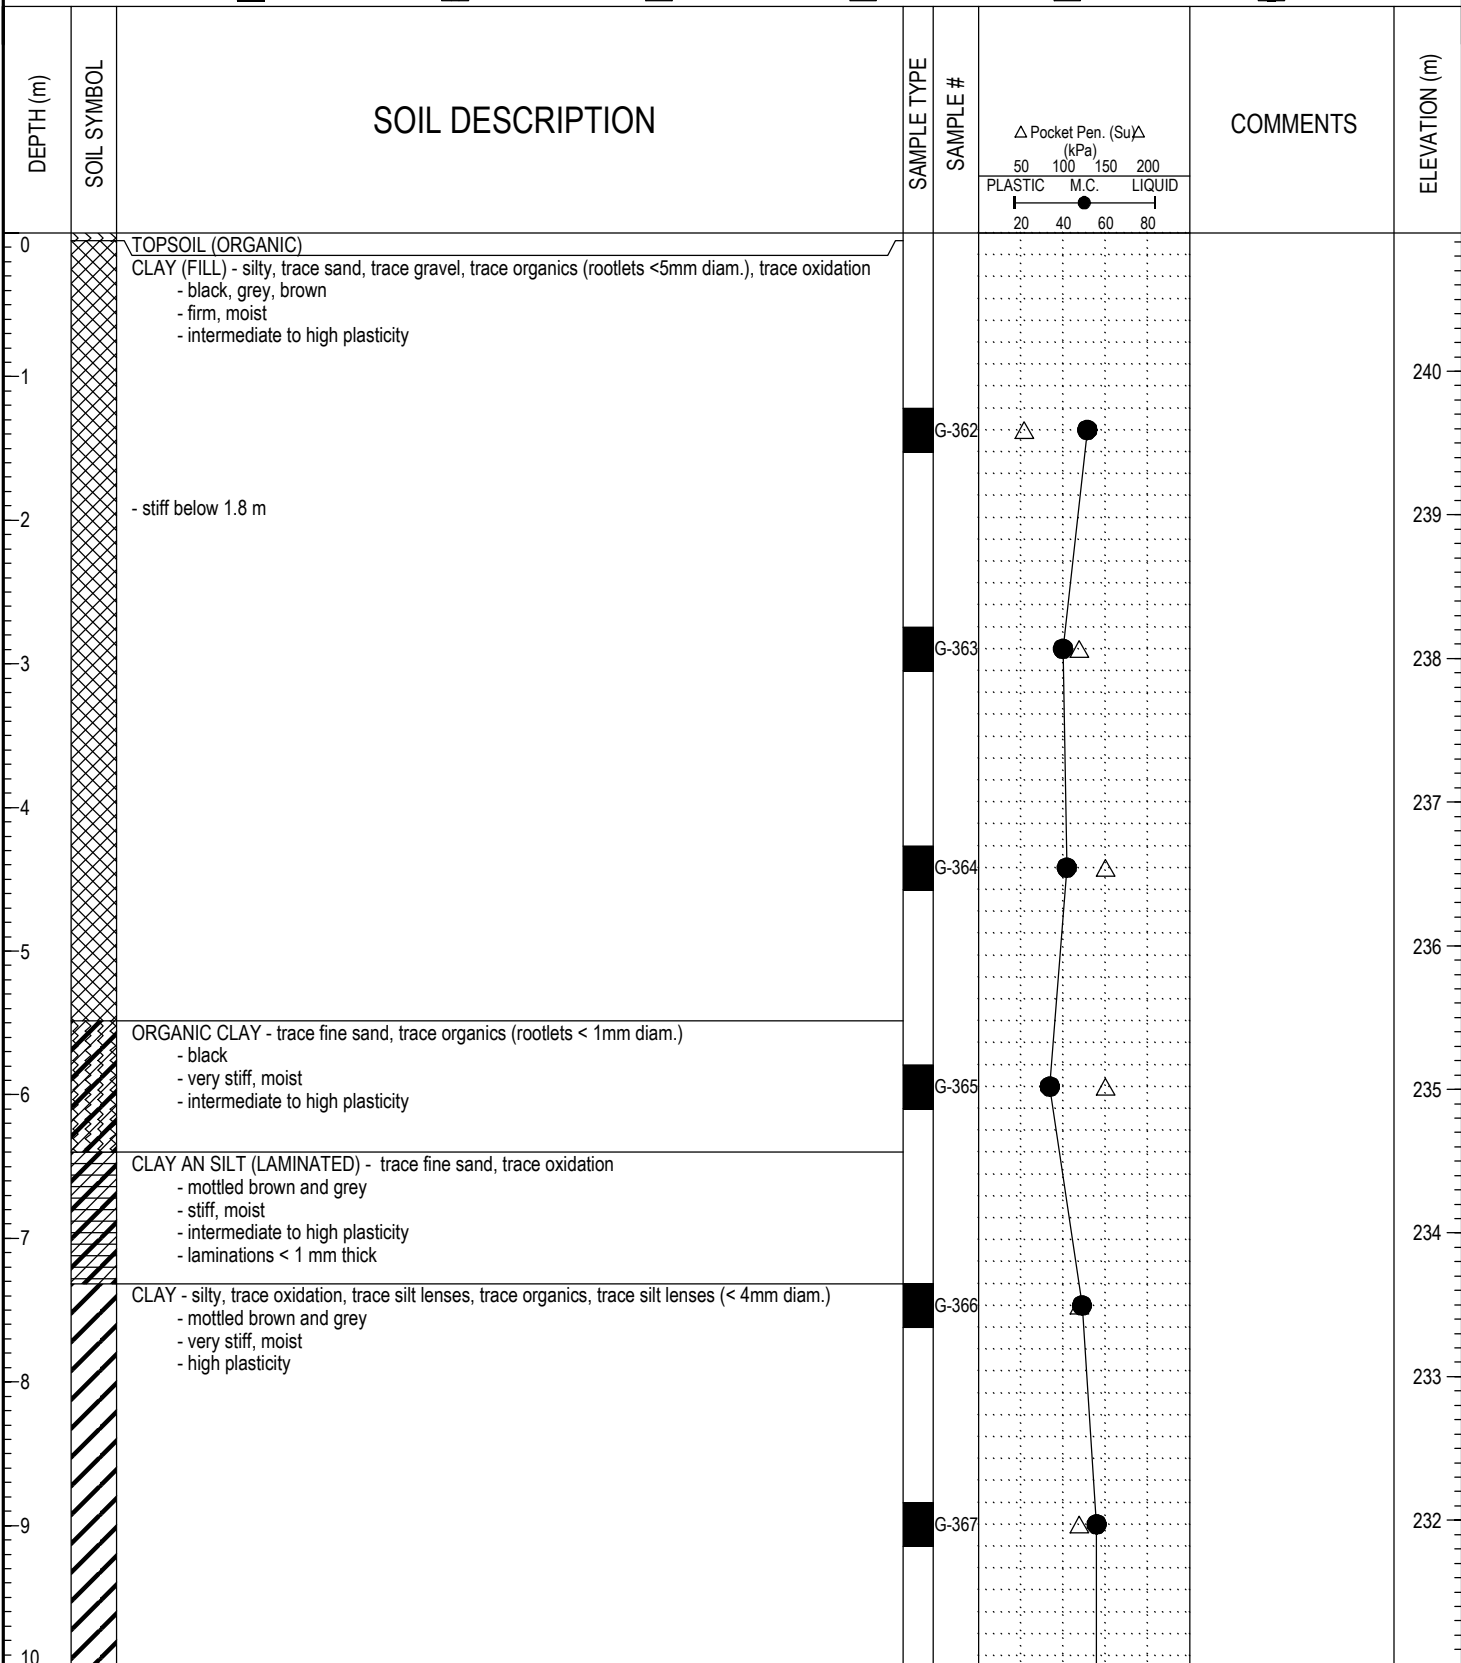 DEPTH (m)
SOIL SYMBOL
SOIL DESCRIPTION
SAMPLE TYPE
SAMPLE #
△ Pocket Pen. (Su) △
(kPa)
50 100 150 200
PLASTIC M.C. LIQUID
20 40 60 80
COMMENTS
ELEVATION (m)
0
TOPSOIL (ORGANIC)
CLAY (FILL) - silty, trace sand, trace gravel, trace organics (rootlets <5mm diam.), trace oxidation
- black, grey, brown
- firm, moist
- intermediate to high plasticity
1
240
G-362
- stiff below 1.8 m
2
239
G-363
3
238
4
237
G-364
5
236
ORGANIC CLAY - trace fine sand, trace organics (rootlets < 1mm diam.)
- black
- very stiff, moist
- intermediate to high plasticity
G-365
6
235
CLAY AN SILT (LAMINATED) - trace fine sand, trace oxidation
- mottled brown and grey
- stiff, moist
- intermediate to high plasticity
- laminations < 1 mm thick
7
234
CLAY - silty, trace oxidation, trace silt lenses, trace organics, trace silt lenses (< 4mm diam.)
- mottled brown and grey
- very stiff, moist
- high plasticity
G-366
8
233
G-367
9
232
10